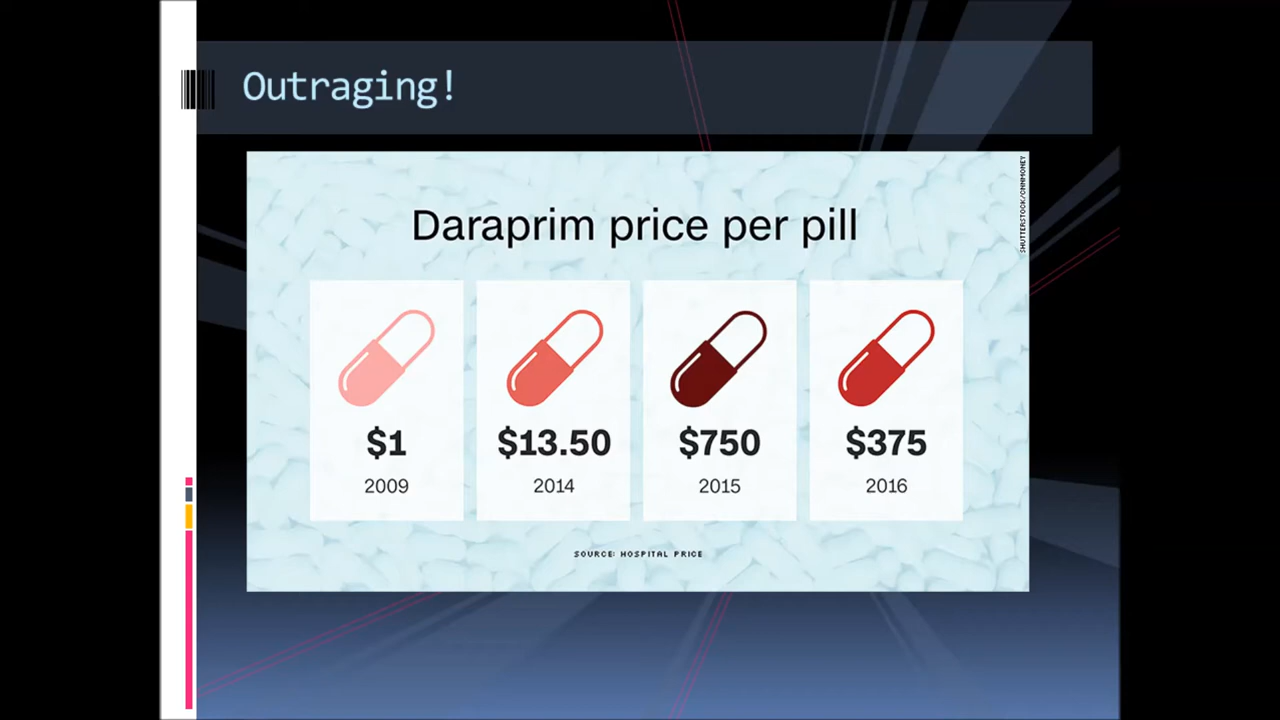 Outraging!
SHUTTERSTOCK/CNNMONEY
Daraprim price per pill
$1
2009
$13.50
2014
$750
2015
$375
2016
SOURCE: HOSPITAL PRICE